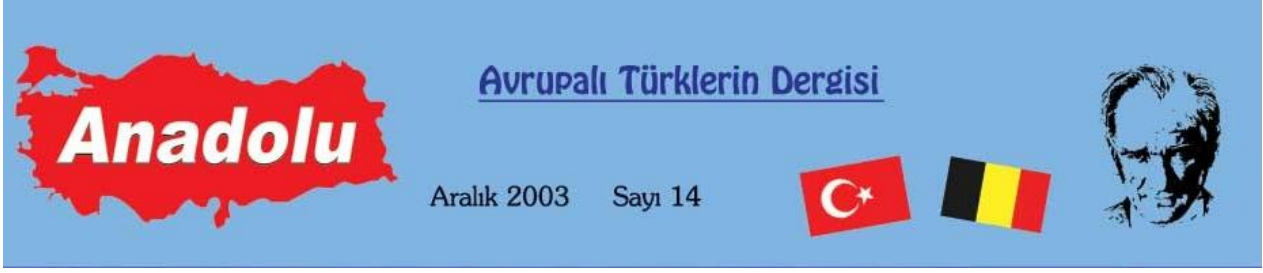 Avrupalı Türklerin Dergisi
Anadolu
Aralık 2003 Sayı 14